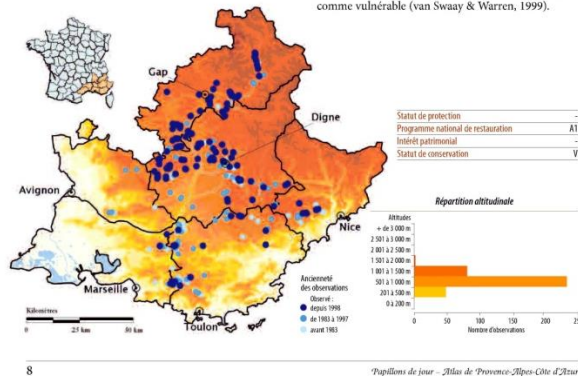 comme vulnérable (van Swaay & Warren, 1999).
Gap
Digne
Avignon
Nice
Marseille
Toulon
Kilomètres
25 km
50 km
Ancienneté
des observations
Observé :
depuis 1998
de 1983 à 1997
avant 1983
Statut de protection -
Programme national de restauration A1
Intérêt patrimonial -
Statut de conservation V
Répartition altitudinale
Altitudes
+ de 3 000 m
2 501 à 3 000 m
2 001 à 2 500 m
1 501 à 2 000 m
1 001 à 1 500 m
501 à 1 000 m
201 à 500 m
0 à 200 m
0 50 100 150 200
Nombre d'observations
8
Papillons de jour – Atlas de Provence-Alpes-Côte d'Azur